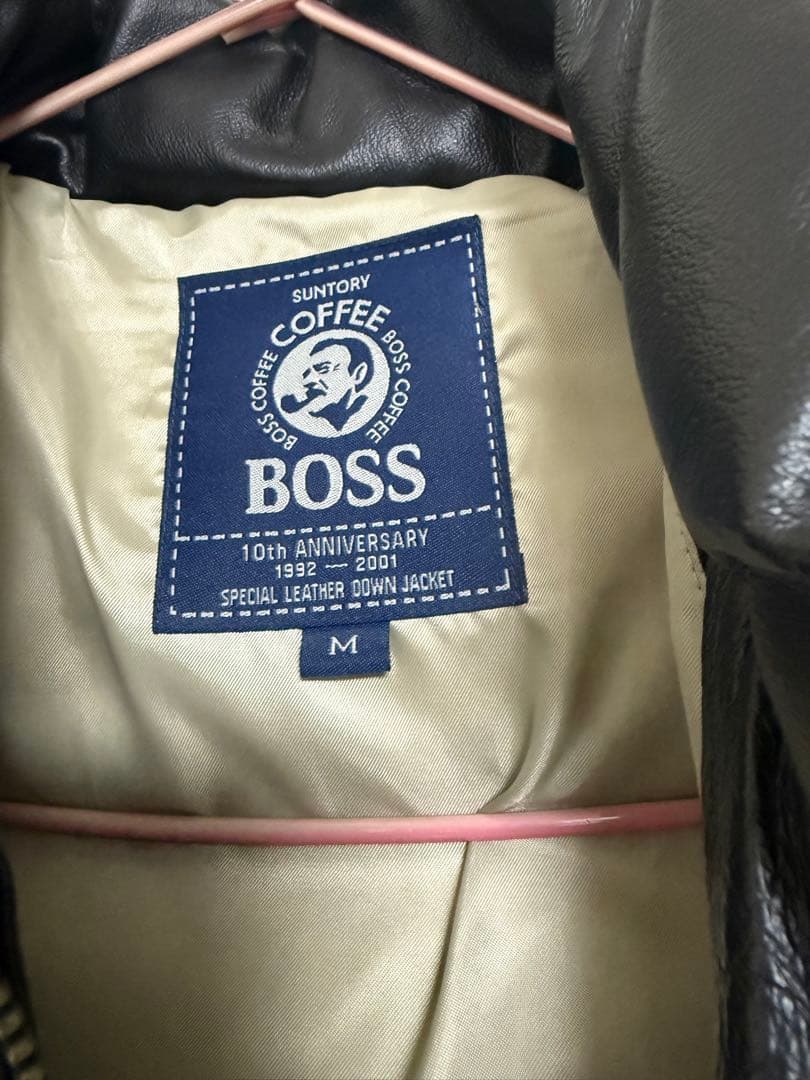 SUNTORY
COFFEE
BOSS COFFEE
BOSS COFFEE
BOSS
10th ANNIVERSARY
1992 — 2001
SPECIAL LEATHER DOWN JACKET
M